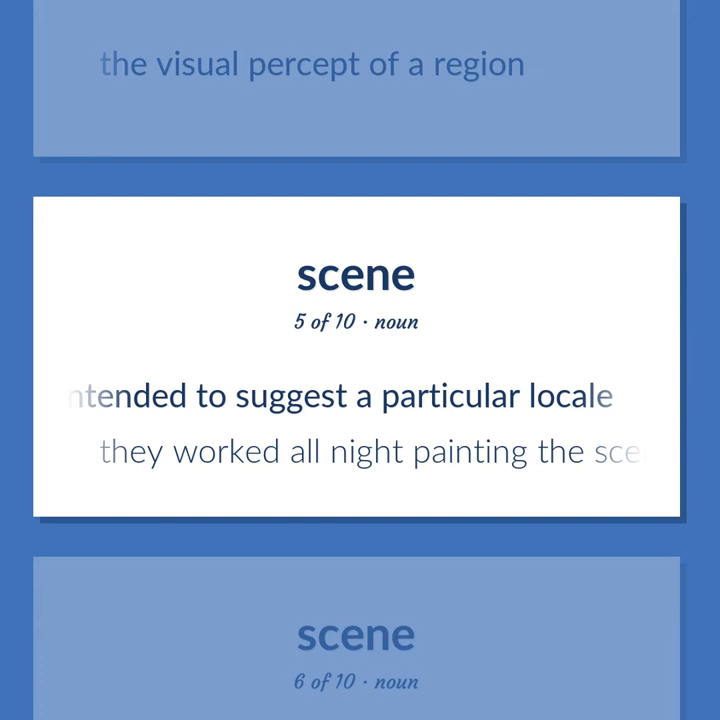 the visual percept of a region
scene
5 of 10 · noun
ntended to suggest a particular locale
they worked all night painting the
scene
6 of 10 · noun